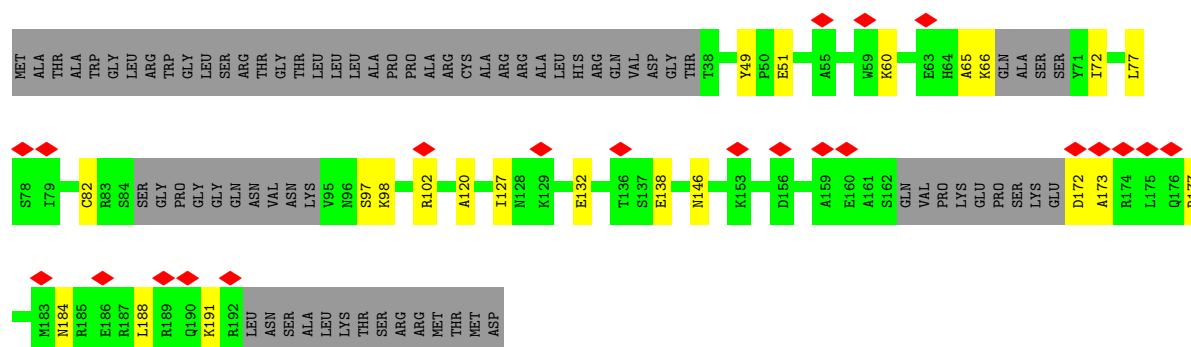 MET ALA THR ALA TRP GLY LEU ARG TRP GLY LEU SER ARG THR GLY THR LEU LEU LEU ALA PRO PRO ALA ARG CYS ALA ARG ARG ALA LEU HIS ARG GLN VAL ASP GLY THR T38 Y49 P50 E51 A55 W59 K60 E63 H64 A65 K66 GLN ALA SER SER Y71 I72 L77
S78 I79 C82 R83 S84 SER GLY PRO GLY GLY GLN ASN VAL ASN LYS V95 N96 S97 K98 R102 A120 I127 N128 K129 E132 T136 S137 E138 N146 K153 D156 A159 E160 A161 S162 GLN VAL PRO LYS GLU PRO SER LYS GLU D172 A173 R174 L175 Q176
M183 N184 R185 E186 R187 L188 R189 Q190 K191 R192 LEU ASN SER ALA LEU LYS THR SER ARG ARG MET THR MET ASP